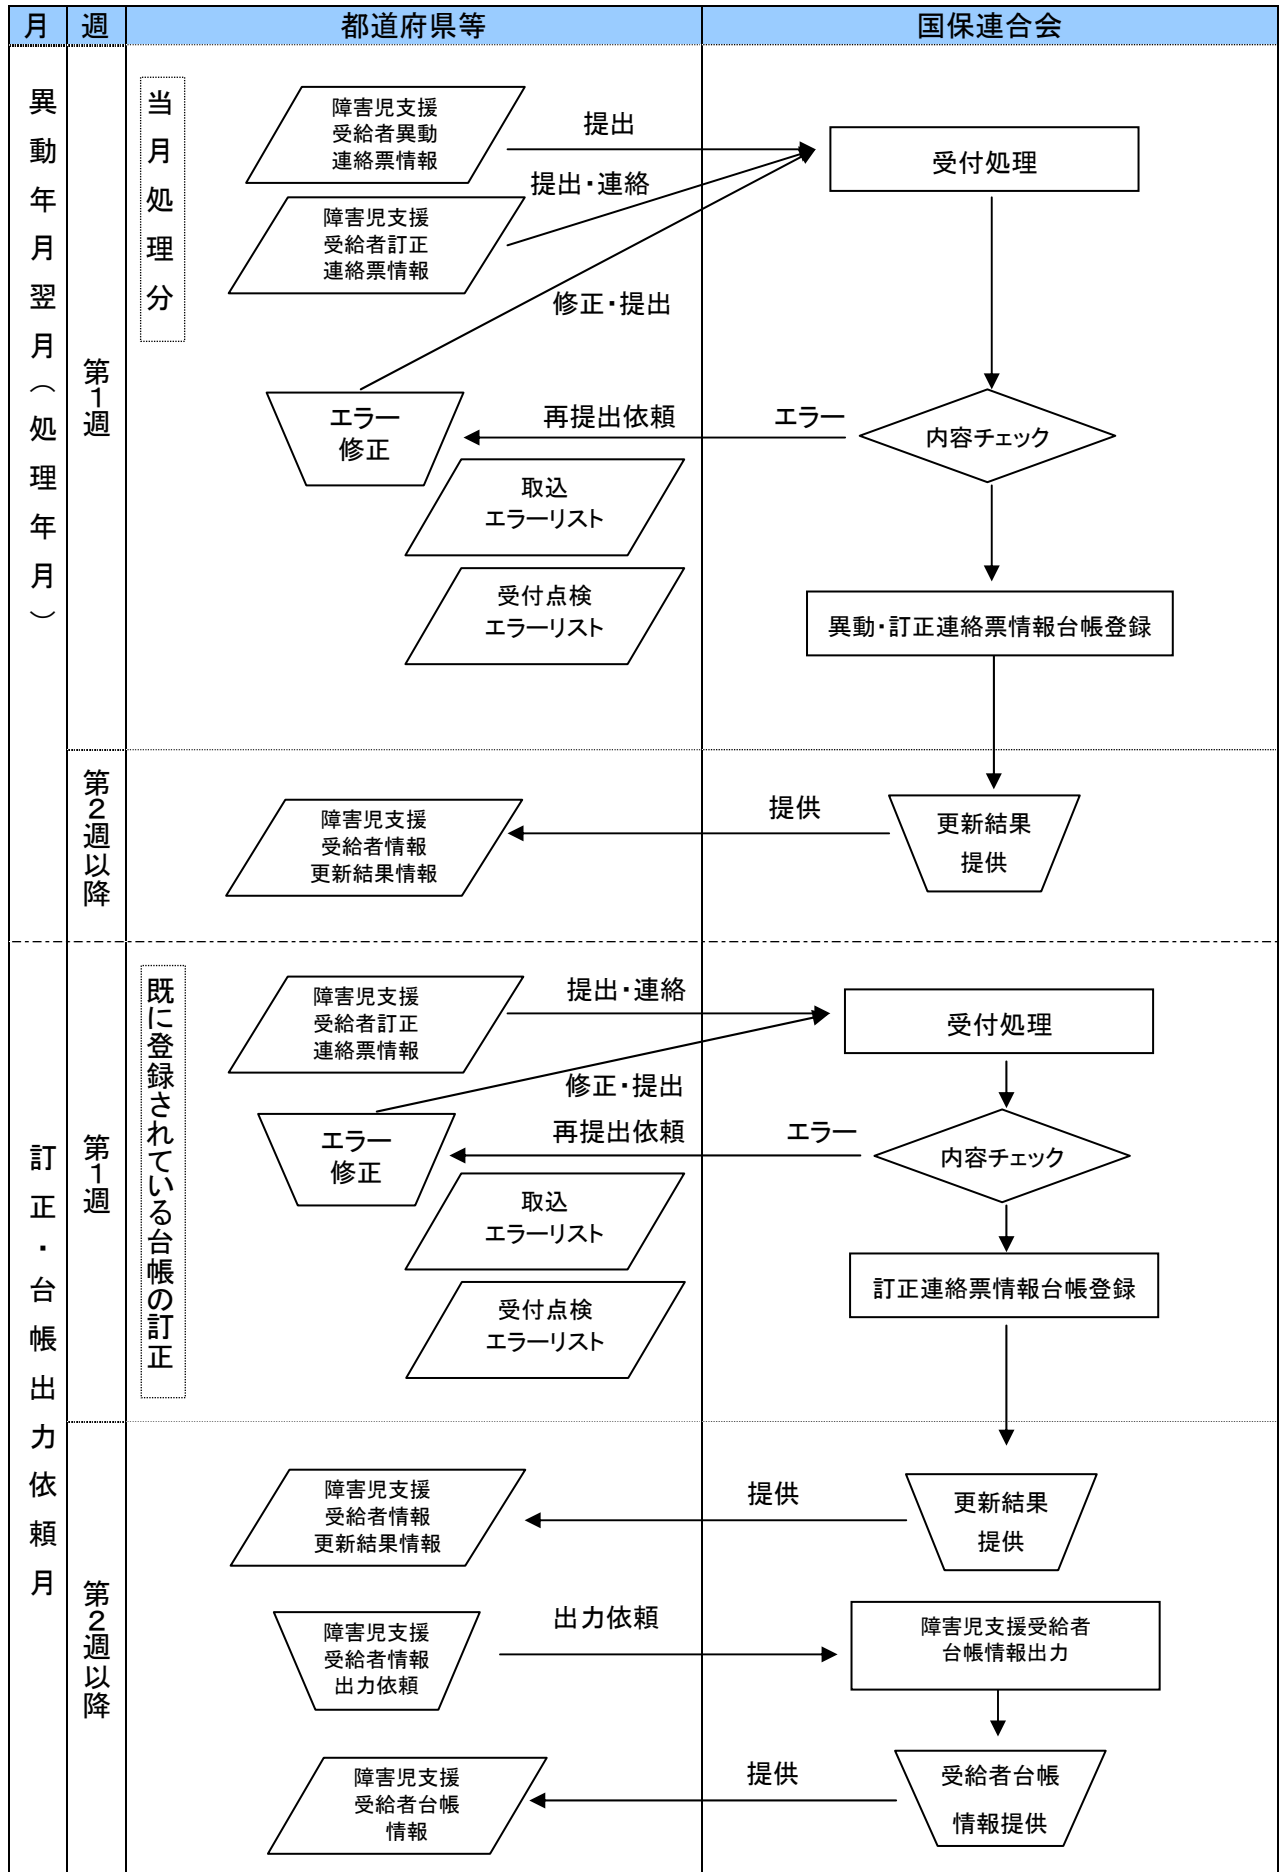 月
週
都道府県等
国保連合会
異動年月翌月（処理年月）
第1週
当月処理分
障害児支援
受給者異動
連絡票情報
提出
受付処理
障害児支援
受給者訂正
連絡票情報
提出・連絡
修正・提出
エラー
修正
再提出依頼
エラー
内容チェック
取込
エラーリスト
受付点検
エラーリスト
異動・訂正連絡票情報台帳登録
第2週以降
障害児支援
受給者情報
更新結果情報
提供
更新結果
提供
訂正・台帳出力依頼月
第1週
既に登録されている台帳の訂正
障害児支援
受給者訂正
連絡票情報
提出・連絡
受付処理
修正・提出
エラー
修正
再提出依頼
エラー
内容チェック
取込
エラーリスト
訂正連絡票情報台帳登録
受付点検
エラーリスト
第2週以降
障害児支援
受給者情報
更新結果情報
提供
更新結果
提供
障害児支援
受給者情報
出力依頼
出力依頼
障害児支援受給者
台帳情報出力
障害児支援
受給者台帳
情報
提供
受給者台帳
情報提供